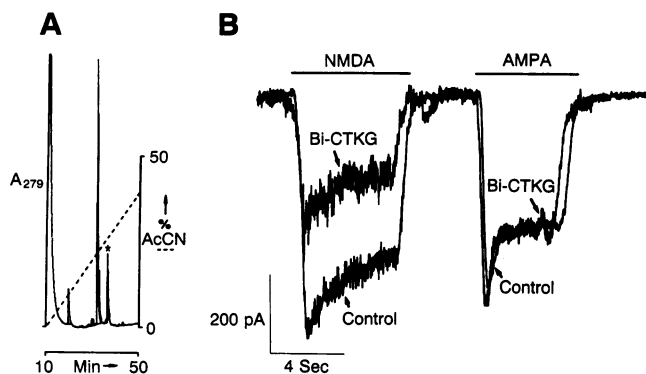 A
A279
50
%
AcCN
*
0
10 Min 50
B
NMDA
AMPA
Bi-CTKG
Bi-CTKG
Control
Control
200 pA
4 Sec